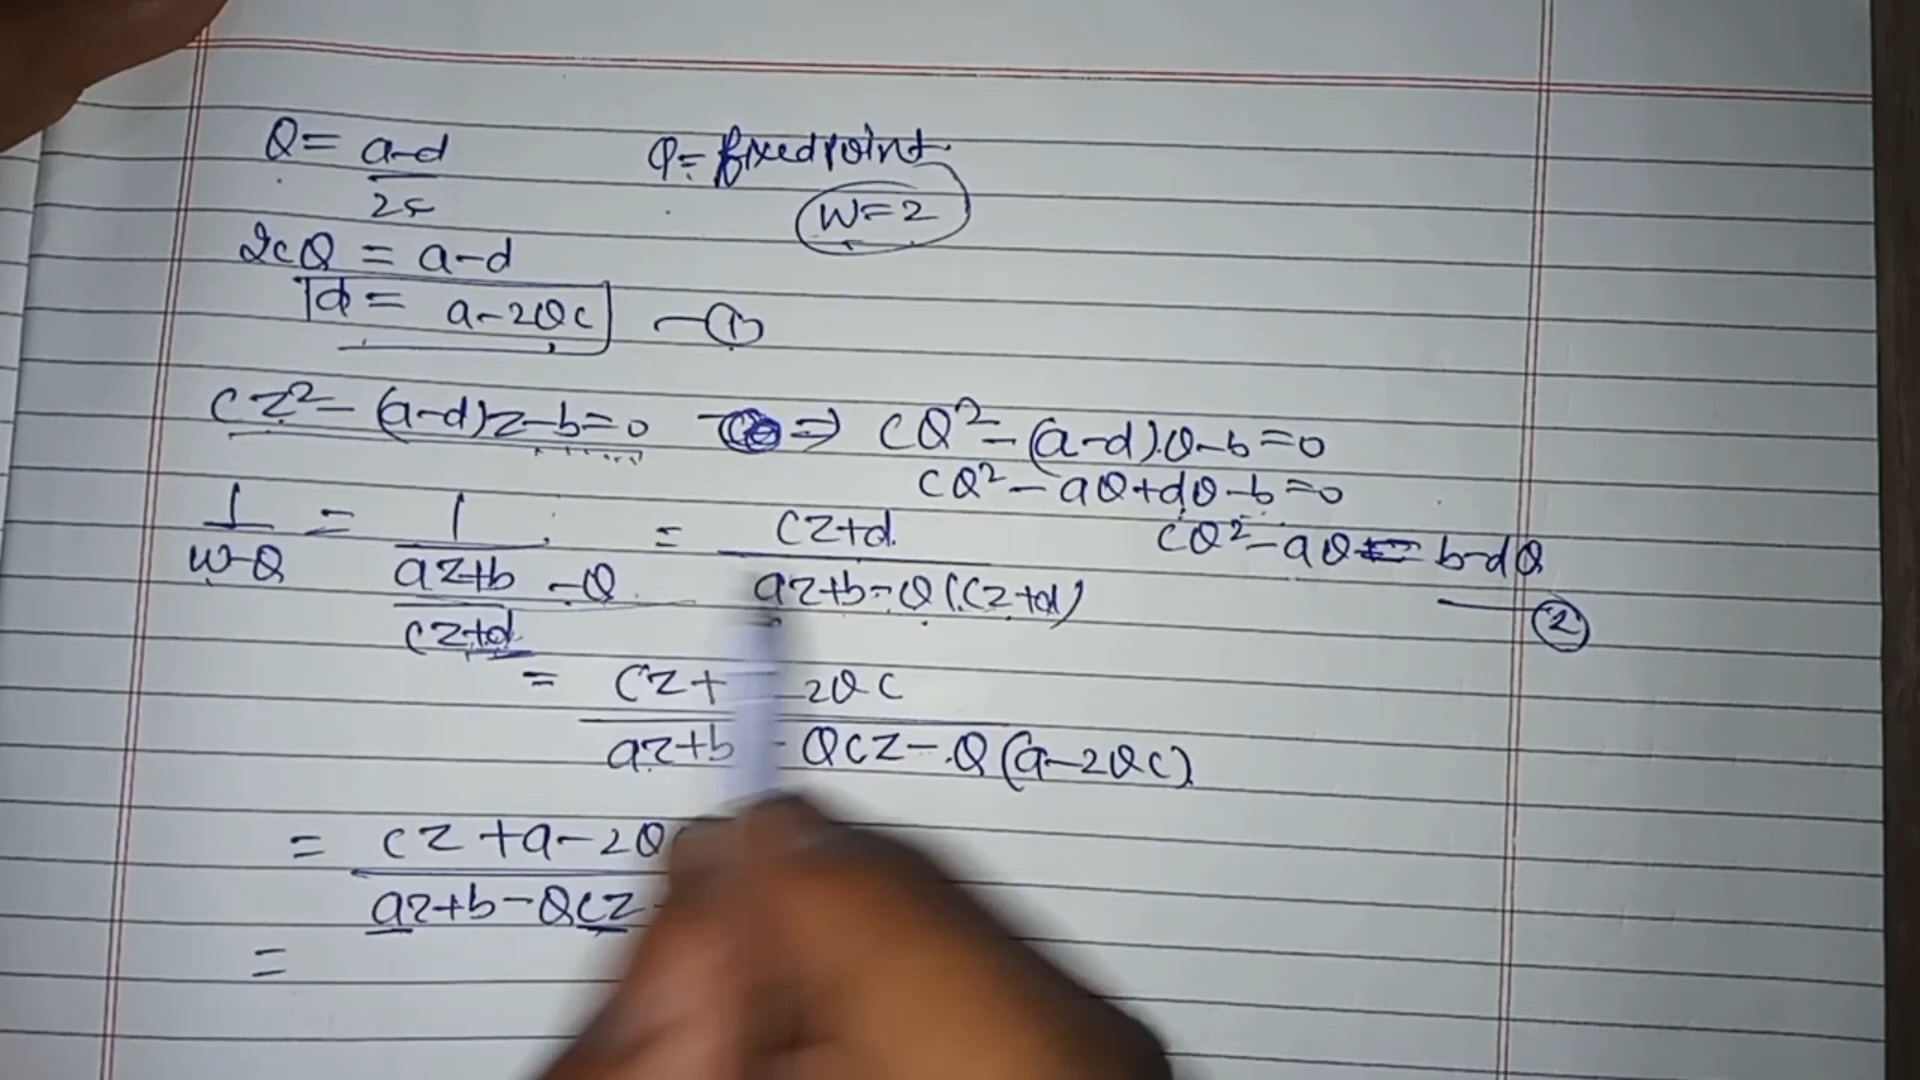 Q = a-d / 2c
Q = fixed point
W=2
2cQ = a-d
d = a-2Qc — (1)
cz² - (a-d)z-b=0 ⇒ cQ² - (a-d).Q-b=0
cQ² - aQ+dQ-b=0
cQ² - aQ = b-dQ — (2)
1/(w-Q) = 1/((az+b)/(cz+d) - Q) = (cz+d)/(az+b-Q(cz+d))
= (cz+ 2Qc)/(az+b - Qcz - Q(a-2Qc))
= (cz+a-2Q)/(az+b-Qcz
=